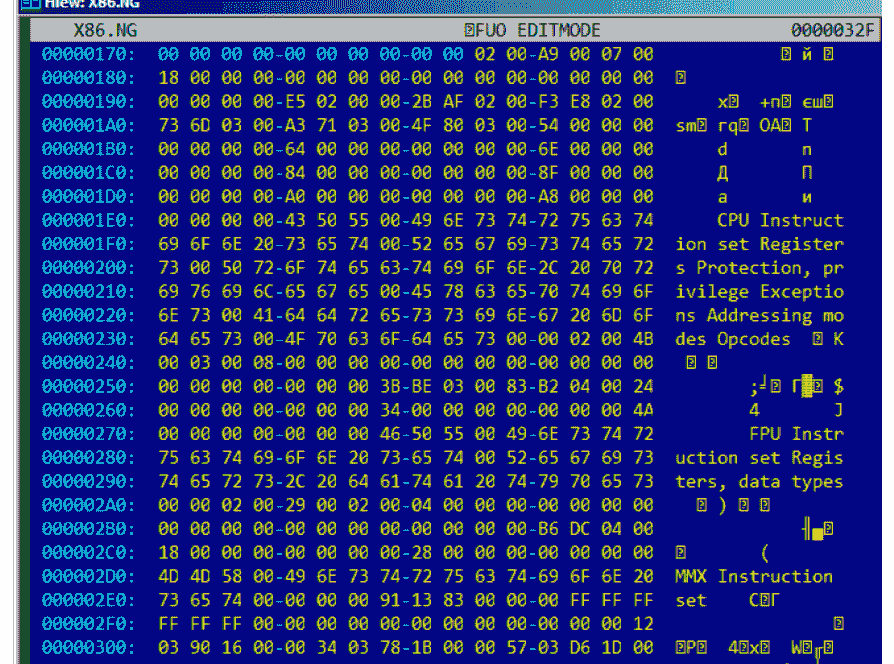 Hiew: X86.NG
X86.NG FUO EDITMODE 0000032F
00000170: 00 00 00 00-00 00 00 00-00 00 02 00-A9 00 07 00 й
00000180: 18 00 00 00-00 00 00 00-00 00 00 00-00 00 00 00
00000190: 00 00 00 00-E5 02 00 00-2B AF 02 00-F3 E8 02 00 х +п єш
000001A0: 73 6D 03 00-A3 71 03 00-4F 80 03 00-54 00 00 00 sm гq OА T
000001B0: 00 00 00 00-64 00 00 00-00 00 00 00-6E 00 00 00 d n
000001C0: 00 00 00 00-84 00 00 00-00 00 00 00-8F 00 00 00 Д П
000001D0: 00 00 00 00-A0 00 00 00-00 00 00 00-A8 00 00 00 а и
000001E0: 00 00 00 00-43 50 55 00-49 6E 73 74-72 75 63 74 CPU Instruct
000001F0: 69 6F 6E 20-73 65 74 00-52 65 67 69-73 74 65 72 ion set Register
00000200: 73 00 50 72-6F 74 65 63-74 69 6F 6E-2C 20 70 72 s Protection, pr
00000210: 69 76 69 6C-65 67 65 00-45 78 63 65-70 74 69 6F ivilege Exceptio
00000220: 6E 73 00 41-64 64 72 65-73 73 69 6E-67 20 6D 6F ns Addressing mo
00000230: 64 65 73 00-4F 70 63 6F-64 65 73 00-00 02 00 4B des Opcodes K
00000240: 00 03 00 08-00 00 00 00-00 00 00 00-00 00 00 00
00000250: 00 00 00 00-00 00 00 3B-BE 03 00 83-B2 04 00 24 ;╛ Г▓ $
00000260: 00 00 00 00-00 00 00 34-00 00 00 00-00 00 00 4A 4 J
00000270: 00 00 00 00-00 00 00 46-50 55 00 49-6E 73 74 72 FPU Instr
00000280: 75 63 74 69-6F 6E 20 73-65 74 00 52-65 67 69 73 uction set Regis
00000290: 74 65 72 73-2C 20 64 61-74 61 20 74-79 70 65 73 ters, data types
000002A0: 00 00 02 00-29 00 02 00-04 00 00 00-00 00 00 00 )
000002B0: 00 00 00 00-00 00 00 00-00 00 00 00-B6 DC 04 00 ╢▄
000002C0: 18 00 00 00-00 00 00 00-28 00 00 00-00 00 00 00 (
000002D0: 4D 4D 58 00-49 6E 73 74-72 75 63 74-69 6F 6E 20 MMX Instruction
000002E0: 73 65 74 00-00 00 00 91-13 83 00 00-00 FF FF FF set СГ
000002F0: FF FF FF 00-00 00 00 00-00 00 00 00-00 00 00 12
00000300: 03 90 16 00-00 34 03 78-1B 00 00 57-03 D6 1D 00 Р 4x W╓